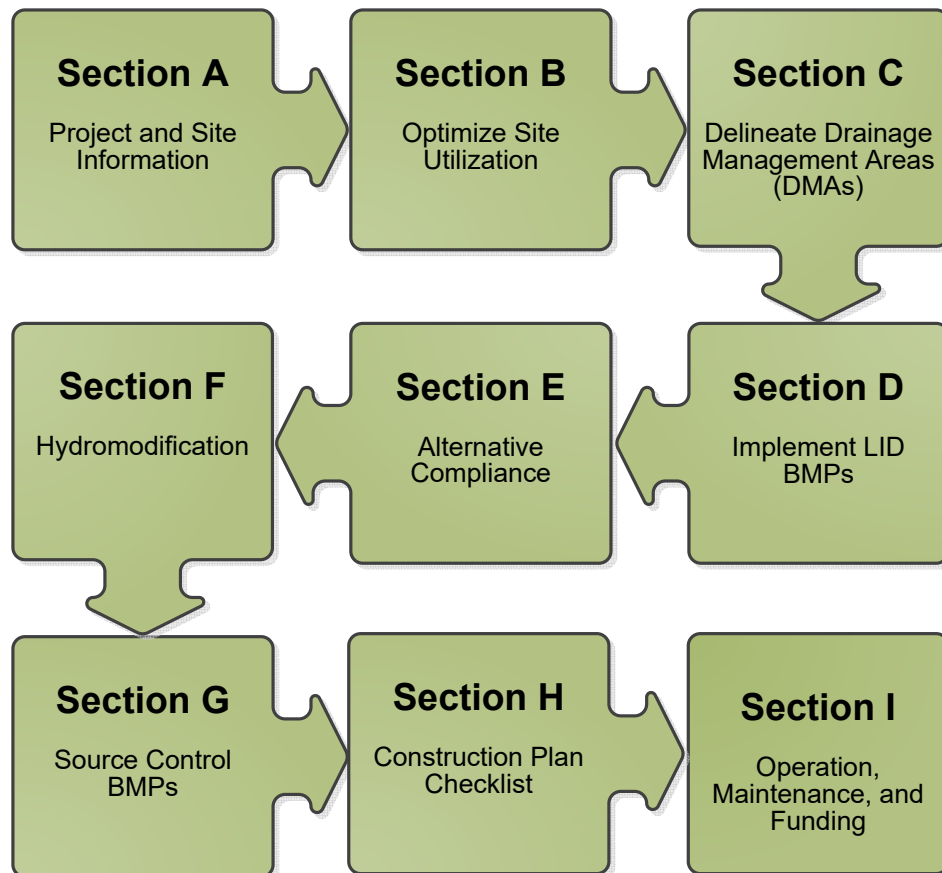 Section A
Project and Site
Information
Section B
Optimize Site
Utilization
Section C
Delineate Drainage
Management Areas
(DMAs)
Section D
Implement LID
BMPs
Section E
Alternative
Compliance
Section F
Hydromodification
Section G
Source Control
BMPs
Section H
Construction Plan
Checklist
Section I
Operation,
Maintenance, and
Funding